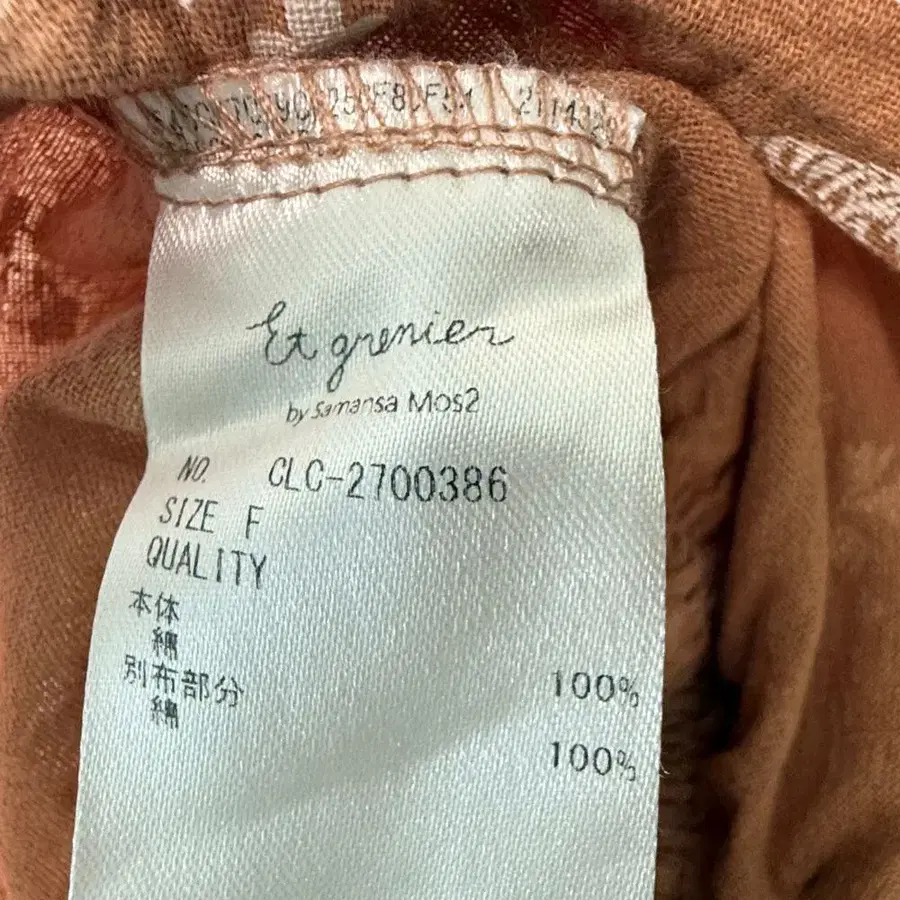 Et grenier
by Samansa Mos2
NO. CLC-2700386
SIZE F
QUALITY
本体
綿 100%
別布部分
綿 100%